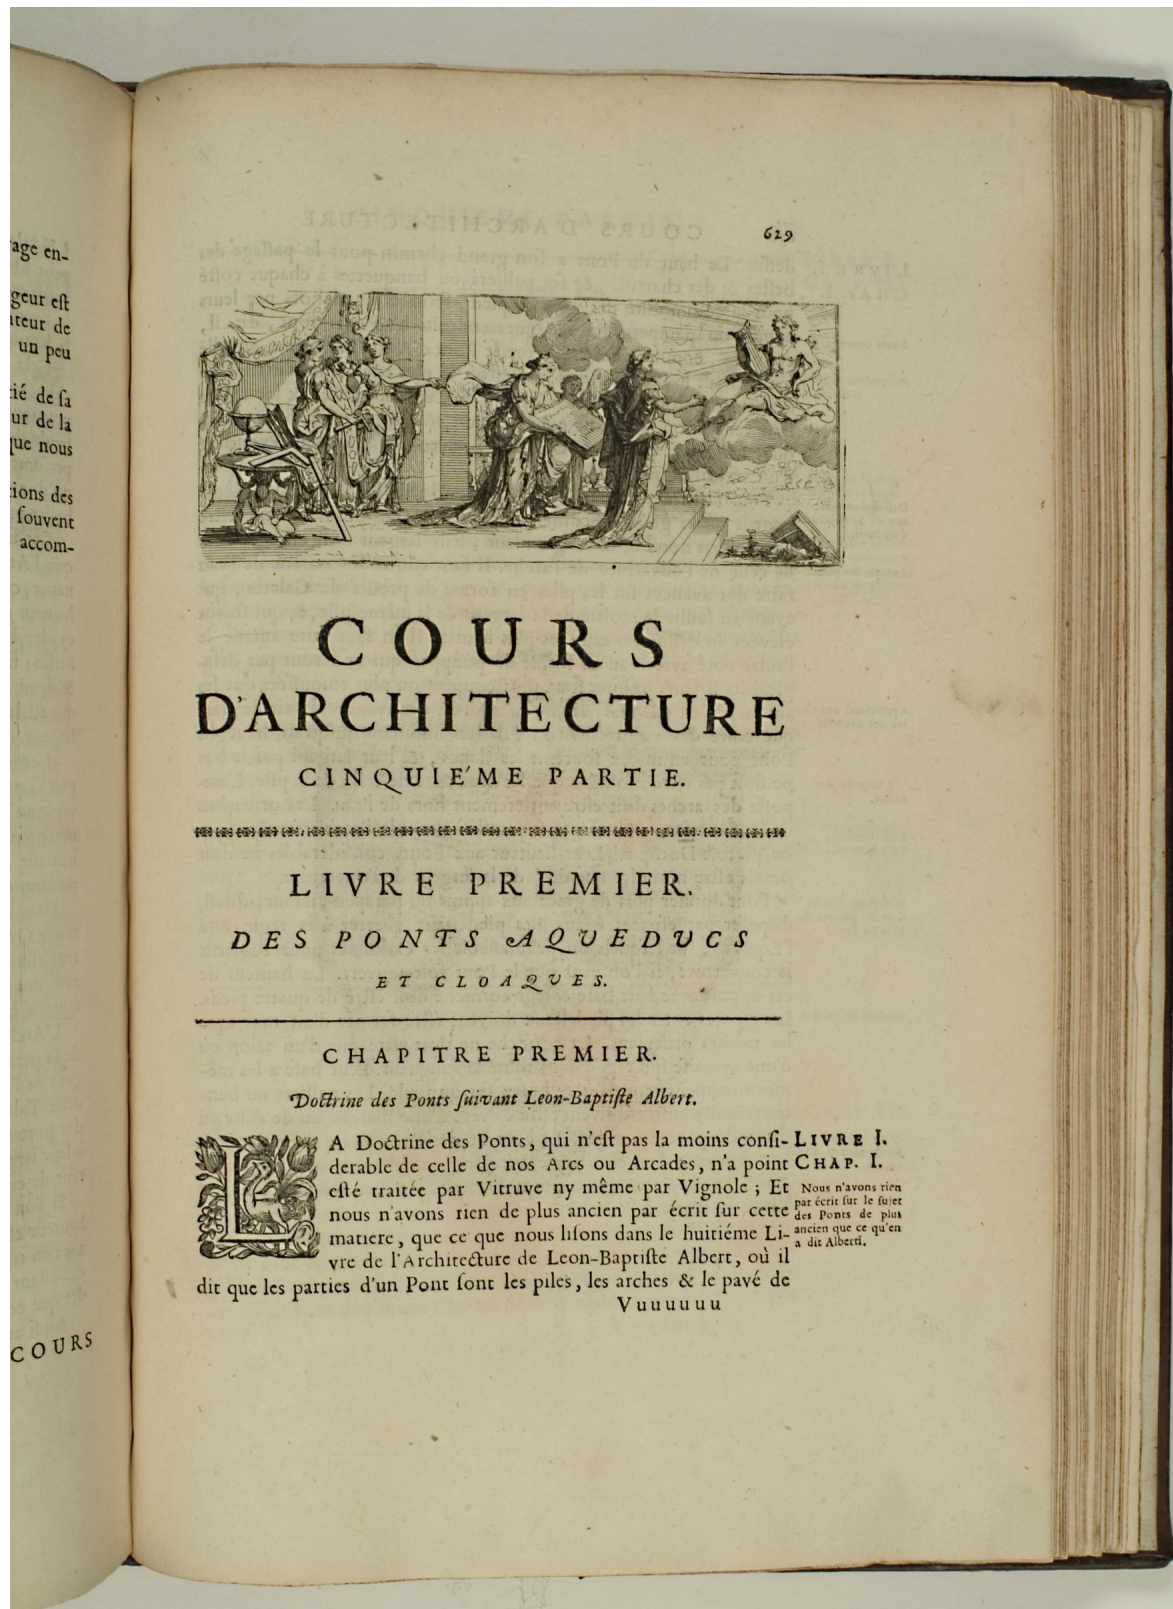 age en-
geur est
teur de
un peu
ié de ſa
ur de la
que nous
tions des
ſouvent
accom-
COURS
629
COURS
D'ARCHITECTURE
CINQUIE'ME PARTIE.
LIVRE PREMIER.
DES PONTS AQUEDUCS
ET CLOAQUES.
CHAPITRE PREMIER.
Doctrine des Ponts ſuivant Leon-Baptiſte Albert.
LA Doctrine des Ponts, qui n'eſt pas la moins conſi-
derable de celle de nos Arcs ou Arcades, n'a point
eſté traitée par Vitruve ny même par Vignole ; Et
nous n'avons rien de plus ancien par écrit ſur cette
matiere, que ce que nous liſons dans le huitiéme Li-
vre de l'Architecture de Leon-Baptiſte Albert, où il
dit que les parties d'un Pont ſont les piles, les arches & le pavé de
Vuuuuuu
LIVRE I.
CHAP. I.
Nous n'avons rien
par écrit ſur le ſujet
des Ponts de plus
ancien que ce qu'en
a dit Alberti.